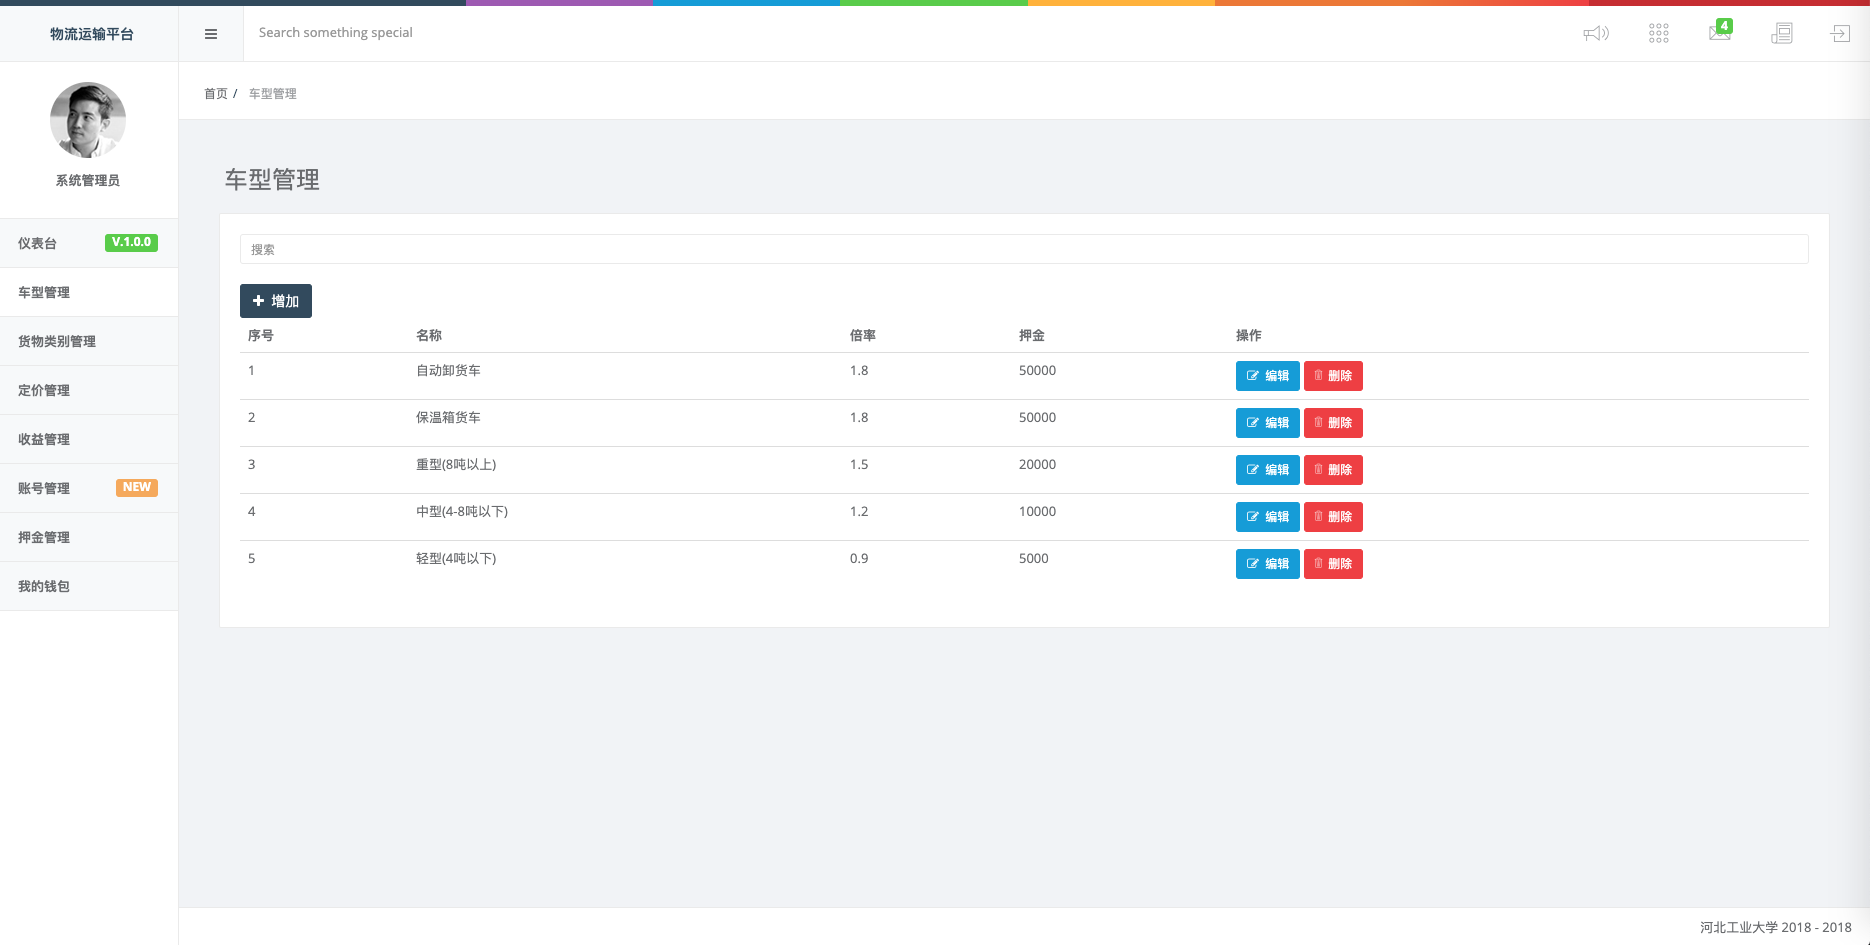 物流运输平台
Search something special
4
首页 / 车型管理
系统管理员
仪表台 V.1.0.0
车型管理
货物类别管理
定价管理
收益管理
账号管理 NEW
押金管理
我的钱包
车型管理
搜索
增加
序号 名称 倍率 押金 操作
1 自动卸货车 1.8 50000 编辑 删除
2 保温箱货车 1.8 50000 编辑 删除
3 重型(8吨以上) 1.5 20000 编辑 删除
4 中型(4-8吨以下) 1.2 10000 编辑 删除
5 轻型(4吨以下) 0.9 5000 编辑 删除
河北工业大学 2018 - 2018